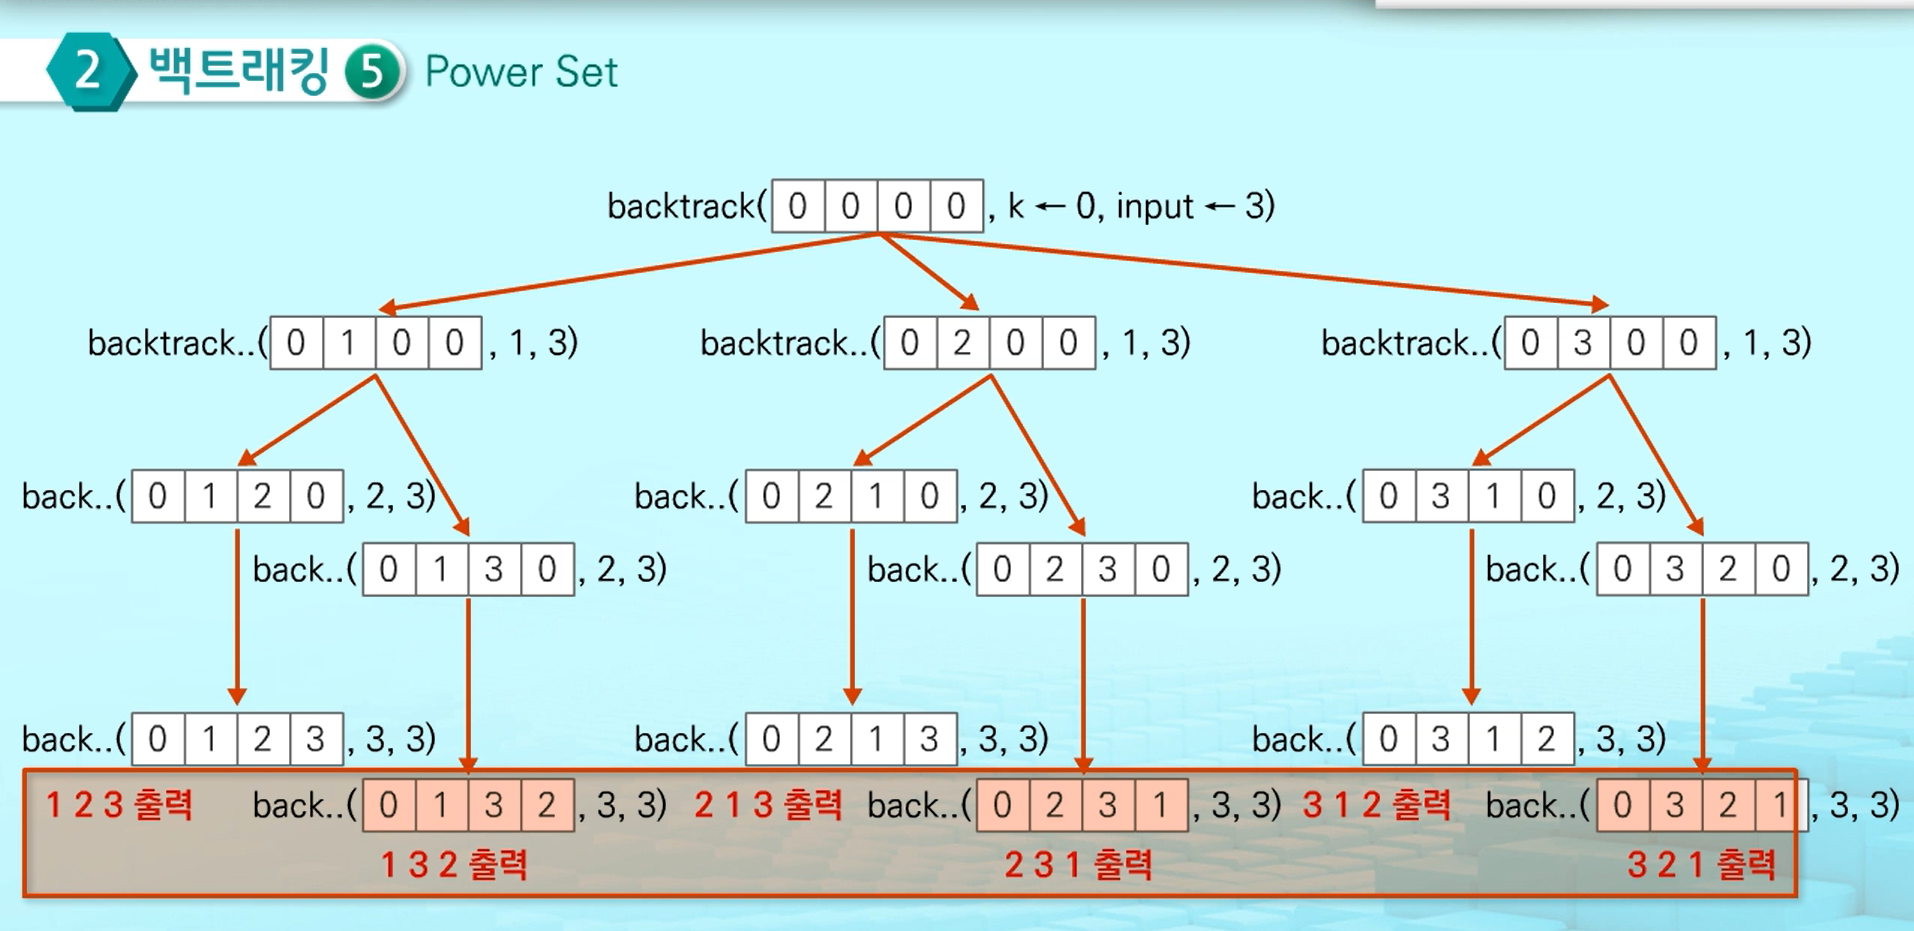 2 백트래킹 5 Power Set
backtrack( 0 0 0 0 , k ← 0, input ← 3)
backtrack..( 0 1 0 0 , 1, 3) backtrack..( 0 2 0 0 , 1, 3) backtrack..( 0 3 0 0 , 1, 3)
back..( 0 1 2 0 , 2, 3) back..( 0 2 1 0 , 2, 3) back..( 0 3 1 0 , 2, 3)
back..( 0 1 3 0 , 2, 3) back..( 0 2 3 0 , 2, 3) back..( 0 3 2 0 , 2, 3)
back..( 0 1 2 3 , 3, 3) back..( 0 2 1 3 , 3, 3) back..( 0 3 1 2 , 3, 3)
1 2 3 출력 back..( 0 1 3 2 , 3, 3) 2 1 3 출력 back..( 0 2 3 1 , 3, 3) 3 1 2 출력 back..( 0 3 2 1 , 3, 3)
1 3 2 출력 2 3 1 출력 3 2 1 출력